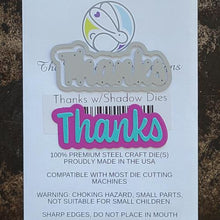 Thanks
Thanks w/Shadow Dies
Thanks
100% PREMIUM STEEL CRAFT DIE(S)
PROUDLY MADE IN THE USA
COMPATIBLE WITH MOST DIE CUTTING
MACHINES
WARNING: CHOKING HAZARD, SMALL PARTS,
NOT SUITABLE FOR SMALL CHILDREN
SHARP EDGES, DO NOT PLACE IN MOUTH